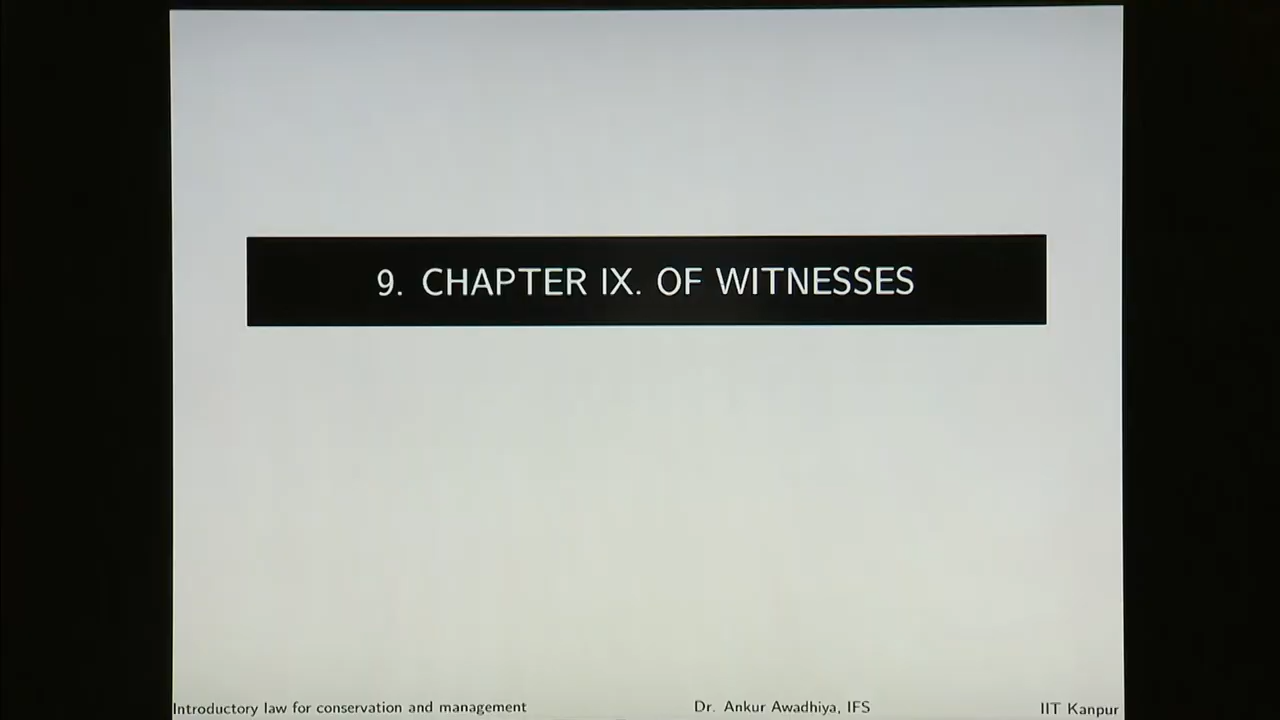 9. CHAPTER IX. OF WITNESSES
Introductory law for conservation and management Dr. Ankur Awadhiya, IFS IIT Kanpur